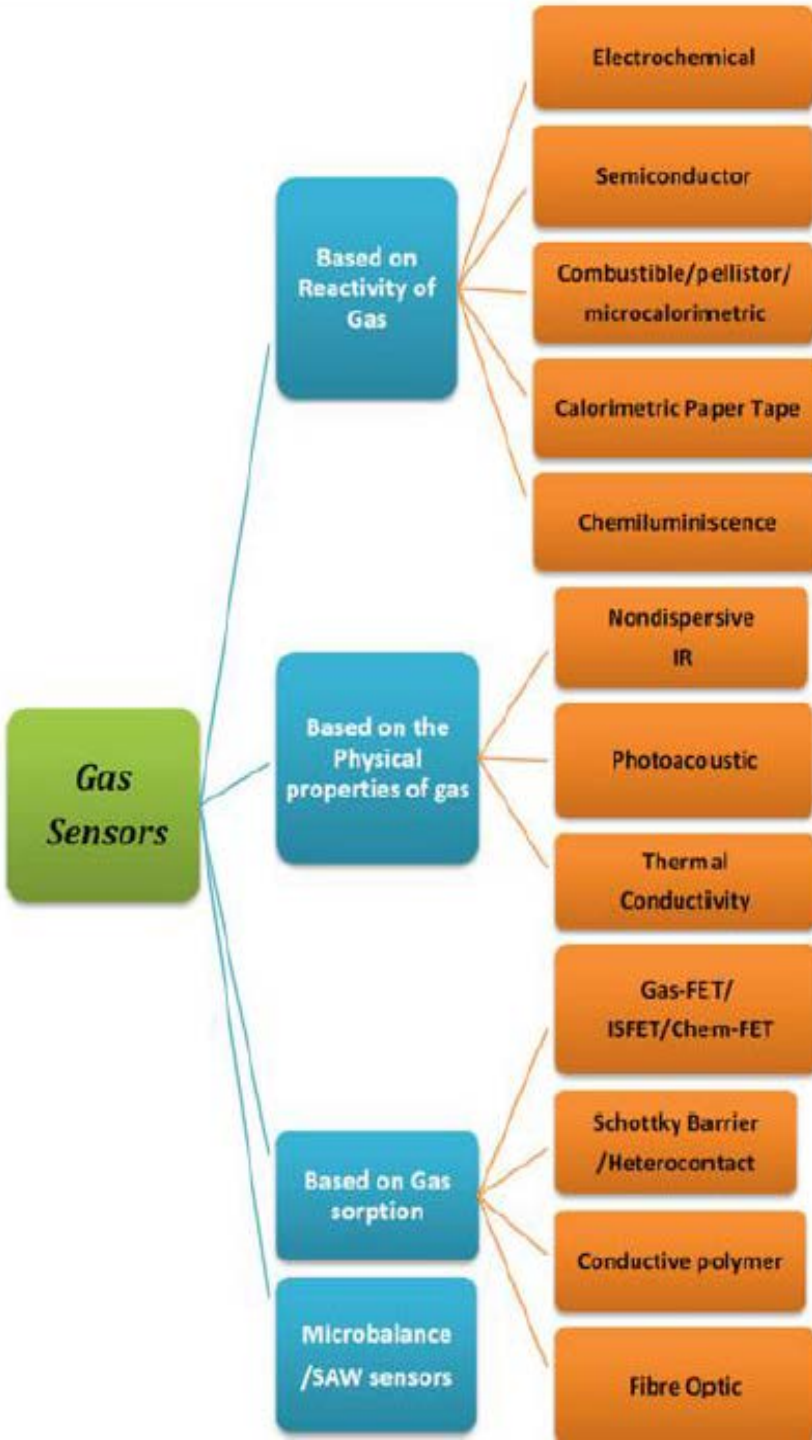 Gas
Sensors
Based on
Reactivity of
Gas
Electrochemical
Semiconductor
Combustible/pellistor/
microcalorimetric
Calorimetric Paper Tape
Chemiluminiscence
Based on the
Physical
properties of gas
Nondispersive
IR
Photoacoustic
Thermal
Conductivity
Based on Gas
sorption
Gas-FET/
ISFET/Chem-FET
Schottky Barrier
/Heterocontact
Conductive polymer
Fibre Optic
Microbalance
/SAW sensors